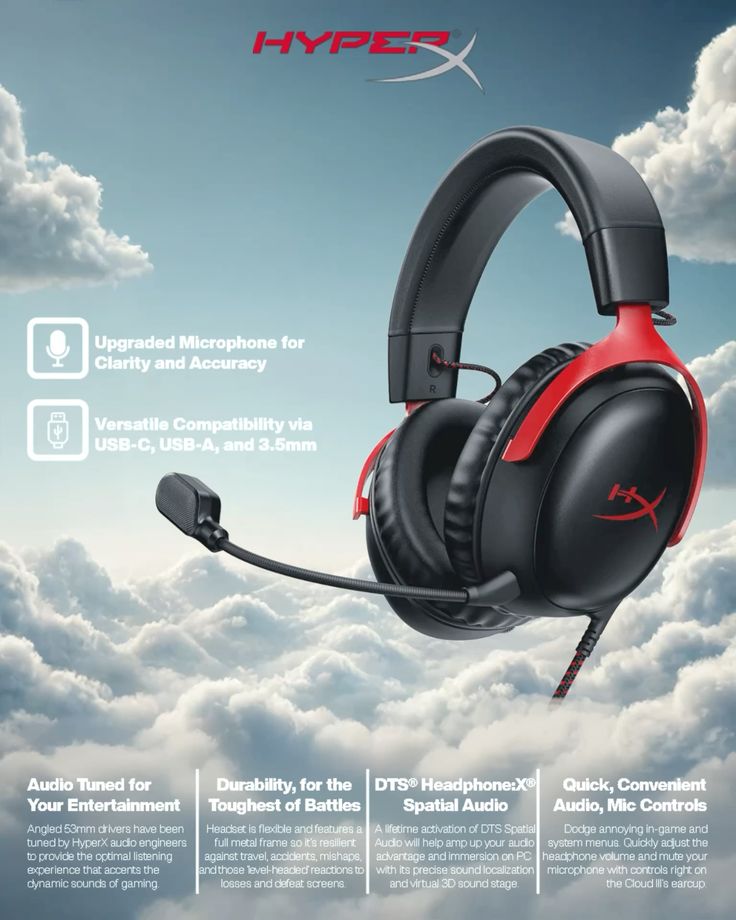 HYPERX
Upgraded Microphone for
Clarity and Accuracy
Versatile Compatibility via
USB-C, USB-A, and 3.5mm
R
HX
Audio Tuned for
Your Entertainment
Angled 53mm drivers have been
tuned by HyperX audio engineers
to provide the optimal listening
experience that accents the
dynamic sounds of gaming.
Durability, for the
Toughest of Battles
Headset is flexible and features a
full metal frame so it's resilient
against travel, accidents, mishaps,
and those 'level-headed' reactions to
losses and defeat screens.
DTS® Headphone:X®
Spatial Audio
A lifetime activation of DTS Spatial
Audio will help amp up your audio
advantage and immersion on PC
with its precise sound localization
and virtual 3D sound stage.
Quick, Convenient
Audio, Mic Controls
Dodge annoying in-game and
system menus. Quickly adjust the
headphone volume and mute your
microphone with controls right on
the Cloud III's earcup.